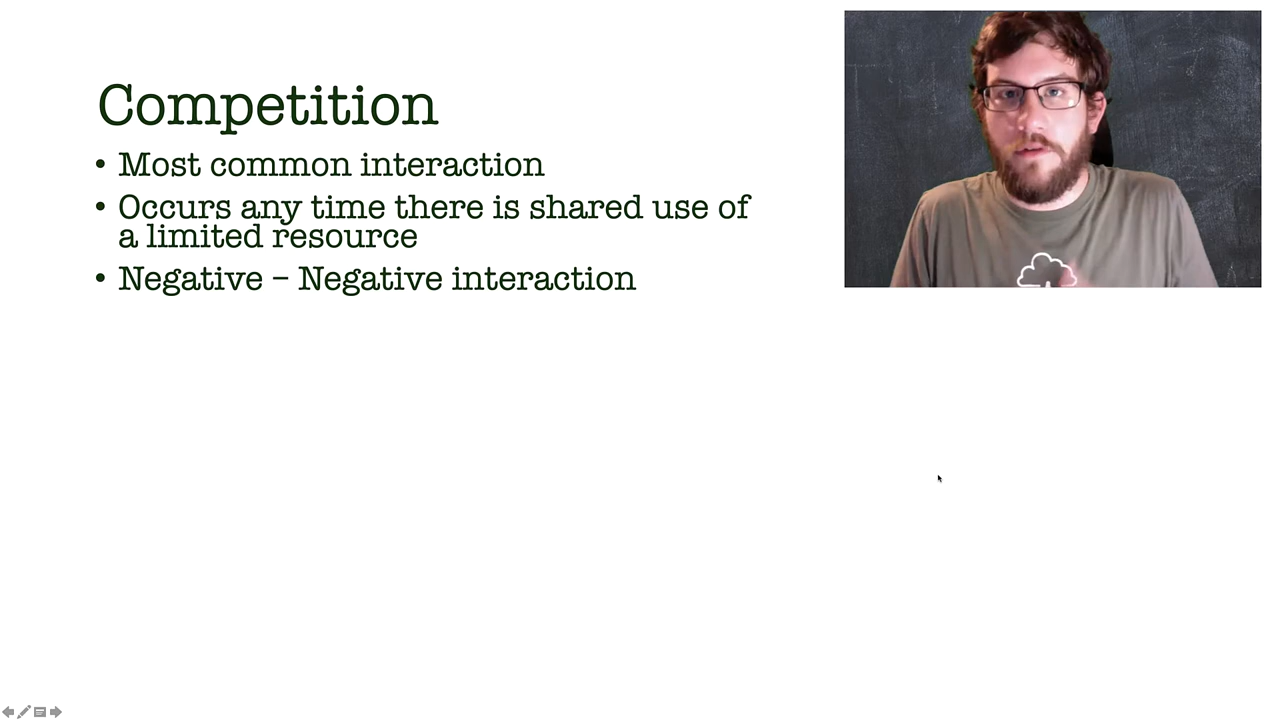 Competition
• Most common interaction
• Occurs any time there is shared use of
a limited resource
• Negative – Negative interaction